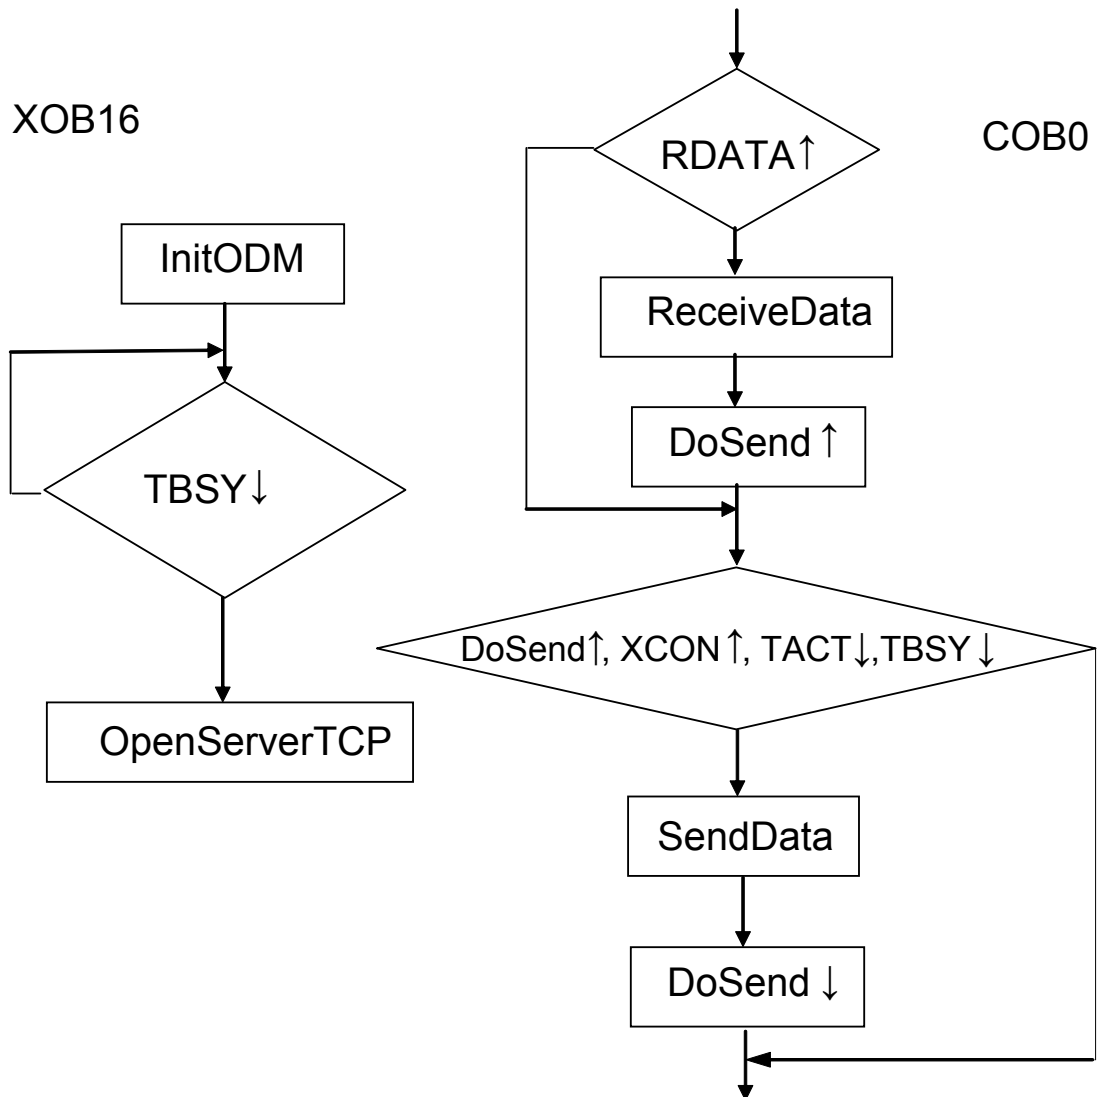 XOB16
InitODM
TBSY↓
OpenServerTCP
COB0
RDATA↑
ReceiveData
DoSend↑
DoSend↑, XCON↑, TACT↓,TBSY↓
SendData
DoSend↓